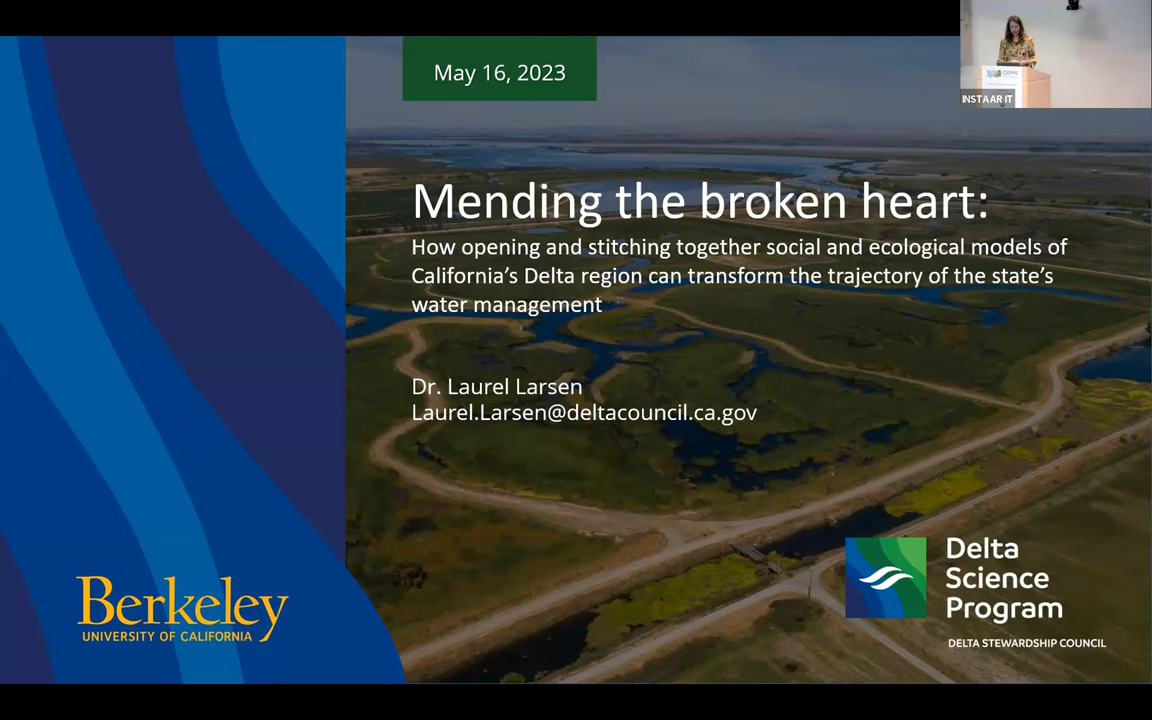 May 16, 2023
INSTAAR IT
Mending the broken heart:
How opening and stitching together social and ecological models of
California's Delta region can transform the trajectory of the state's
water management
Dr. Laurel Larsen
Laurel.Larsen@deltacouncil.ca.gov
Berkeley
UNIVERSITY OF CALIFORNIA
Delta
Science
Program
DELTA STEWARDSHIP COUNCIL